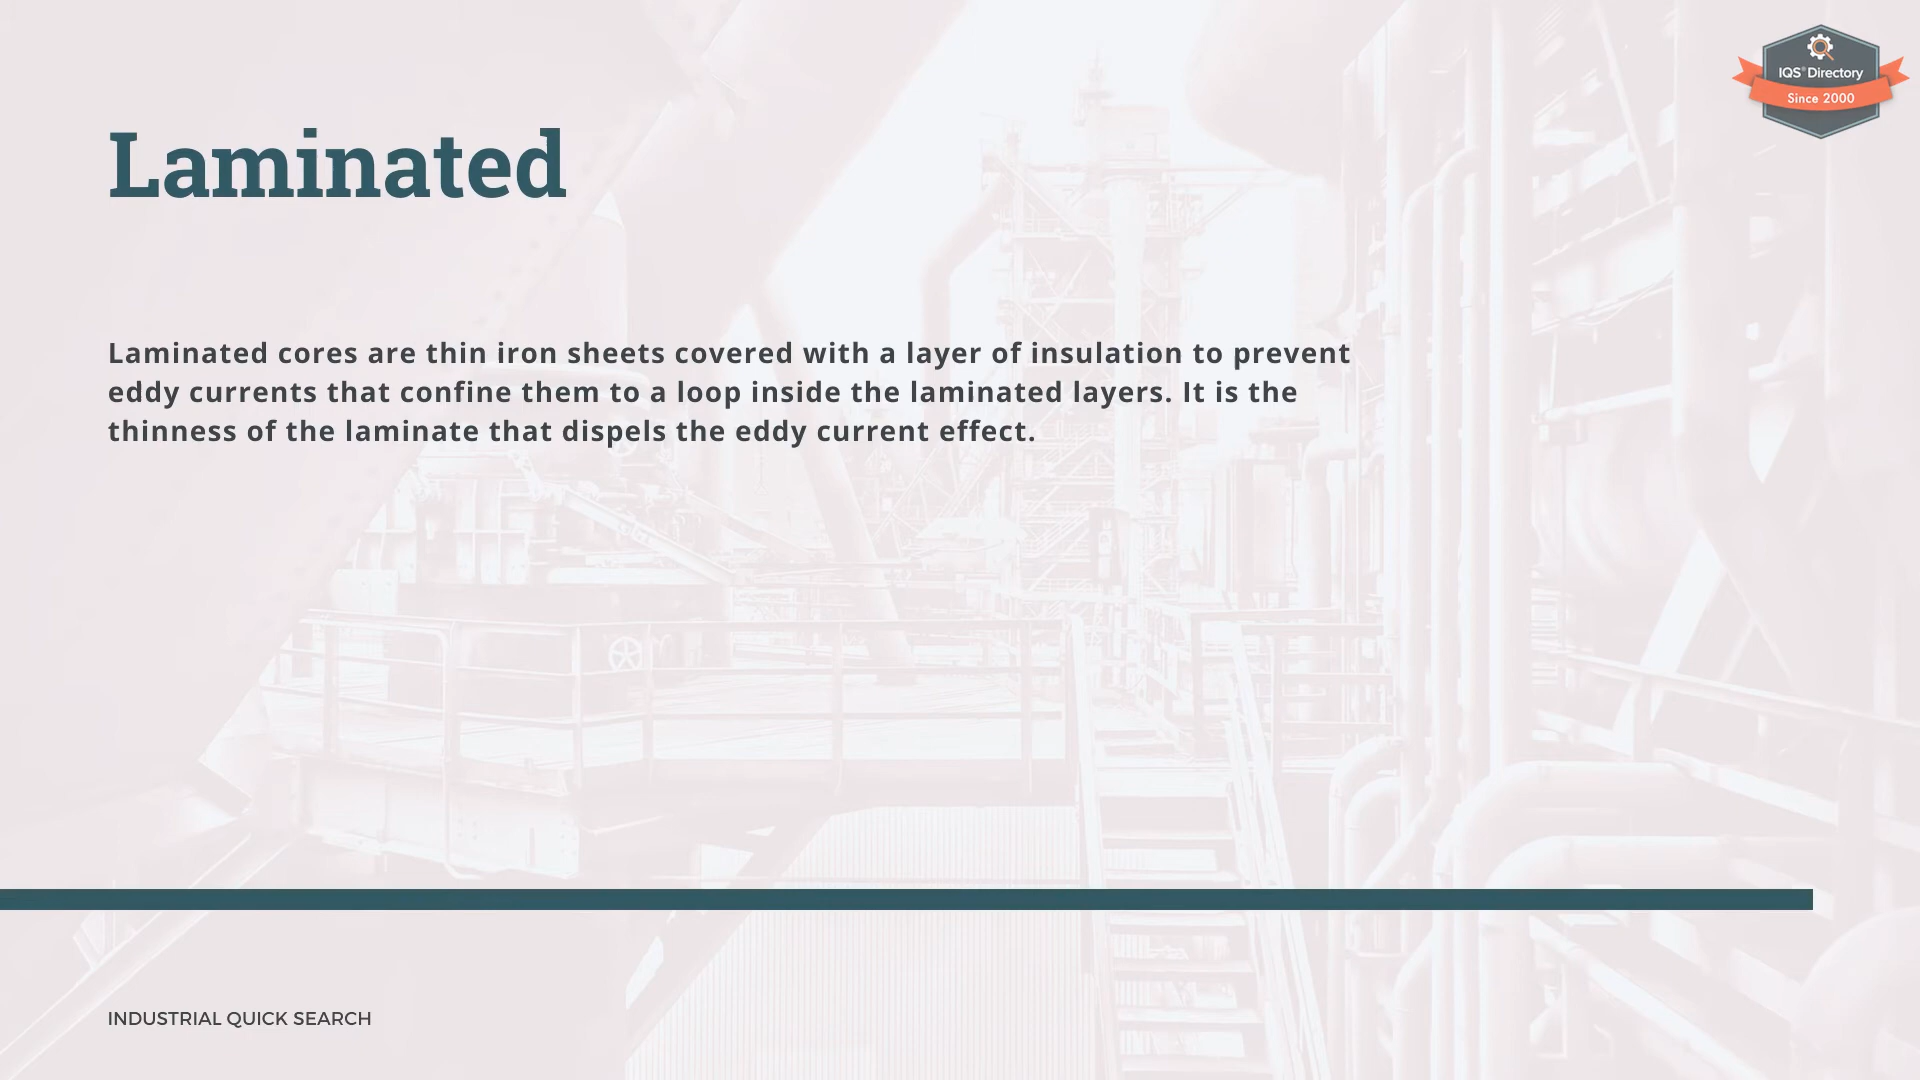 IQS® Directory
Since 2000
Laminated
Laminated cores are thin iron sheets covered with a layer of insulation to prevent
eddy currents that confine them to a loop inside the laminated layers. It is the
thinness of the laminate that dispels the eddy current effect.
INDUSTRIAL QUICK SEARCH